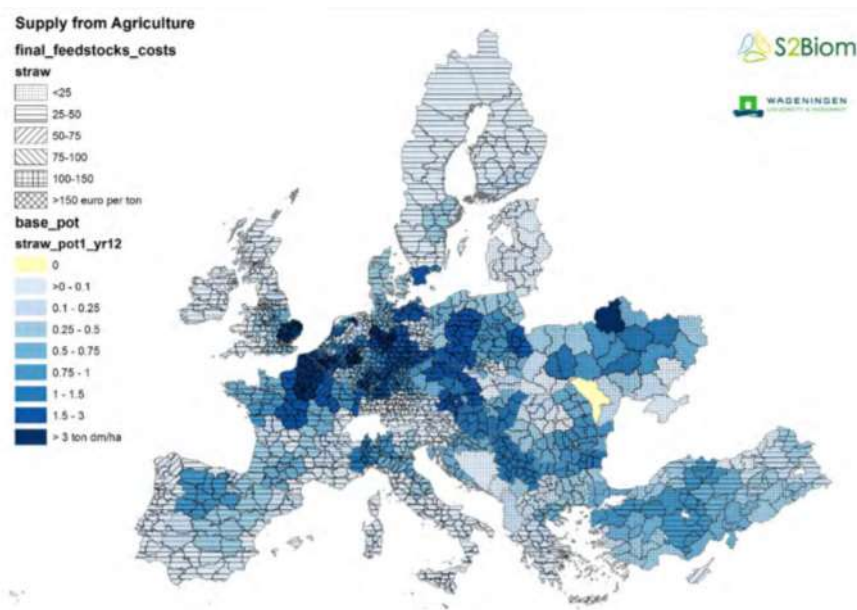 Supply from Agriculture
final_feedstocks_costs
straw
<25
25-50
50-75
75-100
100-150
>150 euro per ton
base_pot
straw_pot1_yr12
0
>0 - 0.1
0.1 - 0.25
0.25 - 0.5
0.5 - 0.75
0.75 - 1
1 - 1.5
1.5 - 3
> 3 ton dm/ha
S2Biom
WAGENINGEN
UNIVERSITY & RESEARCH